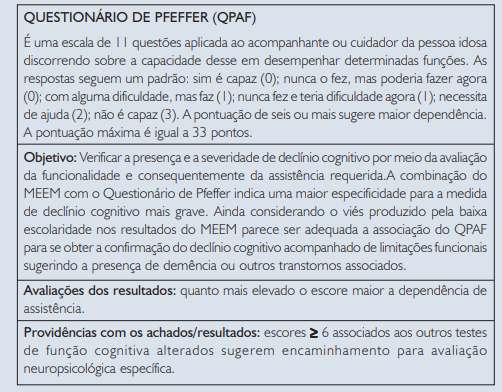 QUESTIONÁRIO DE PFEFFER (QPAF)
É uma escala de 11 questões aplicada ao acompanhante ou cuidador da pessoa idosa
discorrendo sobre a capacidade desse em desempenhar determinadas funções. As
respostas seguem um padrão: sim é capaz (0); nunca o fez, mas poderia fazer agora
(0); com alguma dificuldade, mas faz (1); nunca fez e teria dificuldade agora (1); necessita
de ajuda (2); não é capaz (3). A pontuação de seis ou mais sugere maior dependência.
A pontuação máxima é igual a 33 pontos.
Objetivo: Verificar a presença e a severidade de declínio cognitivo por meio da avaliação
da funcionalidade e consequentemente da assistência requerida.A combinação do
MEEM com o Questionário de Pfeffer indica uma maior especificidade para a medida
de declínio cognitivo mais grave. Ainda considerando o viés produzido pela baixa
escolaridade nos resultados do MEEM parece ser adequada a associação do QPAF
para se obter a confirmação do declínio cognitivo acompanhado de limitações funcionais
sugerindo a presença de demência ou outros transtornos associados.
Avaliações dos resultados: quanto mais elevado o escore maior a dependência de
assistência.
Providências com os achados/resultados: escores ≥ 6 associados aos outros testes
de função cognitiva alterados sugerem encaminhamento para avaliação
neuropsicológica específica.